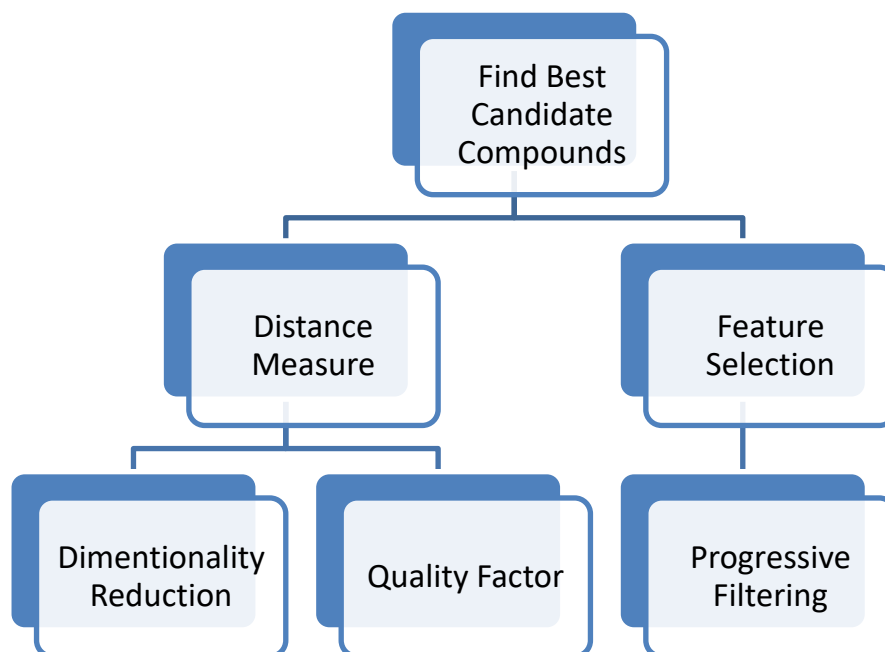 Find Best
Candidate
Compounds
Distance
Measure
Feature
Selection
Dimentionality
Reduction
Quality Factor
Progressive
Filtering